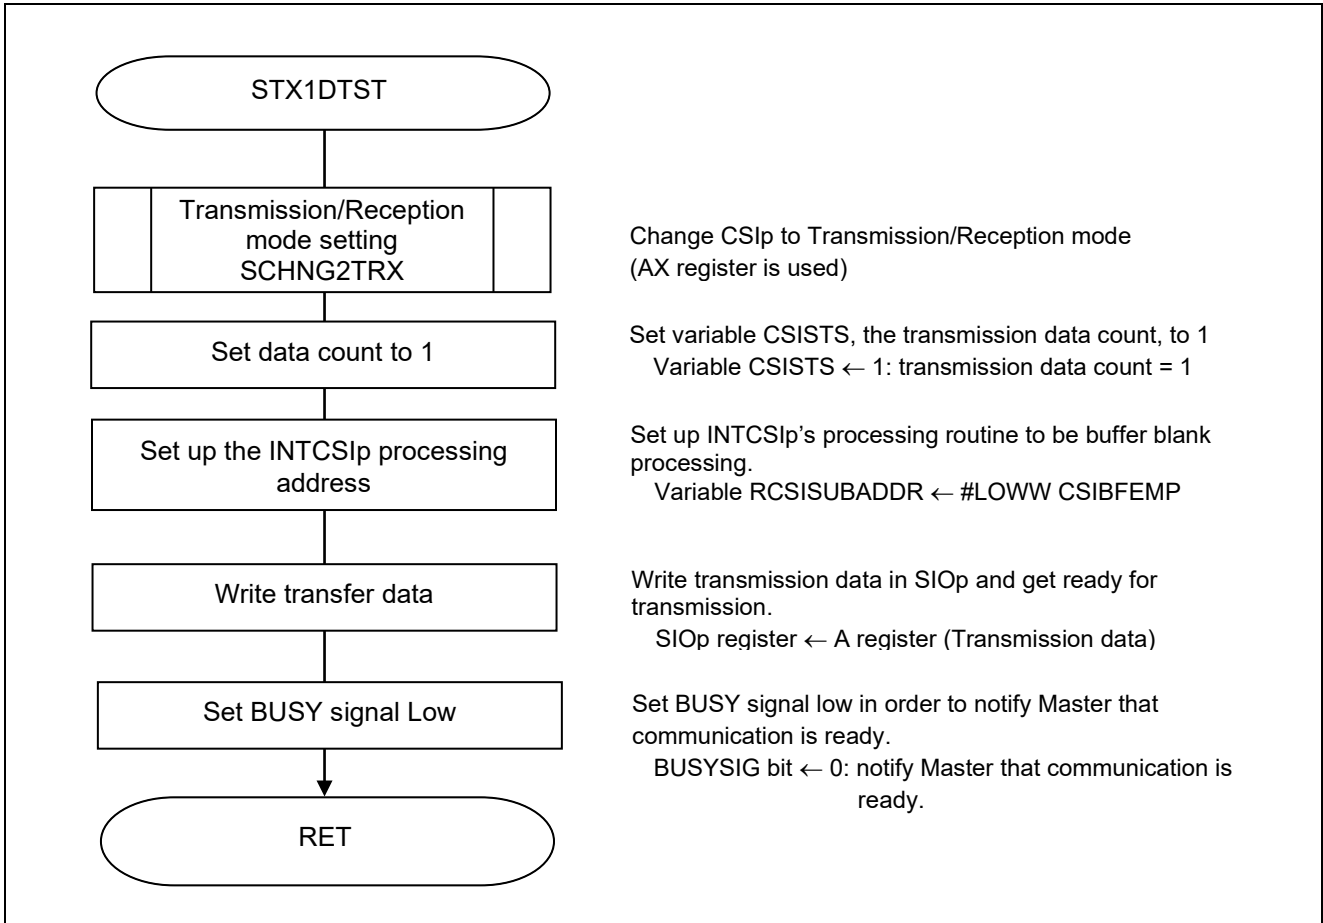 STX1DTST
Transmission/Reception
mode setting
SCHNG2TRX
Change CSIp to Transmission/Reception mode
(AX register is used)
Set data count to 1
Set variable CSISTS, the transmission data count, to 1
Variable CSISTS ← 1: transmission data count = 1
Set up the INTCSIp processing
address
Set up INTCSIp’s processing routine to be buffer blank
processing.
Variable RCSISUBADDR ← #LOWW CSIBFEMP
Write transfer data
Write transmission data in SIOp and get ready for
transmission.
SIOp register ← A register (Transmission data)
Set BUSY signal Low
Set BUSY signal low in order to notify Master that
communication is ready.
BUSYSIG bit ← 0: notify Master that communication is
ready.
RET